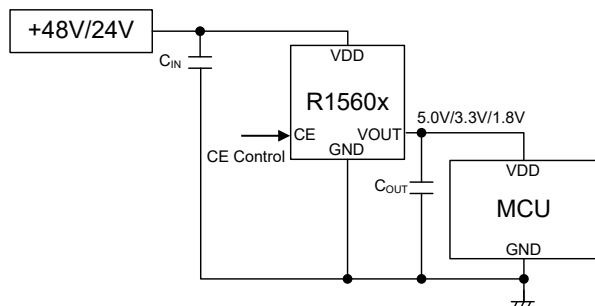 +48V/24V
CIN
VDD
R1560x
CE
VOUT
GND
CE Control
5.0V/3.3V/1.8V
COUT
VDD
MCU
GND